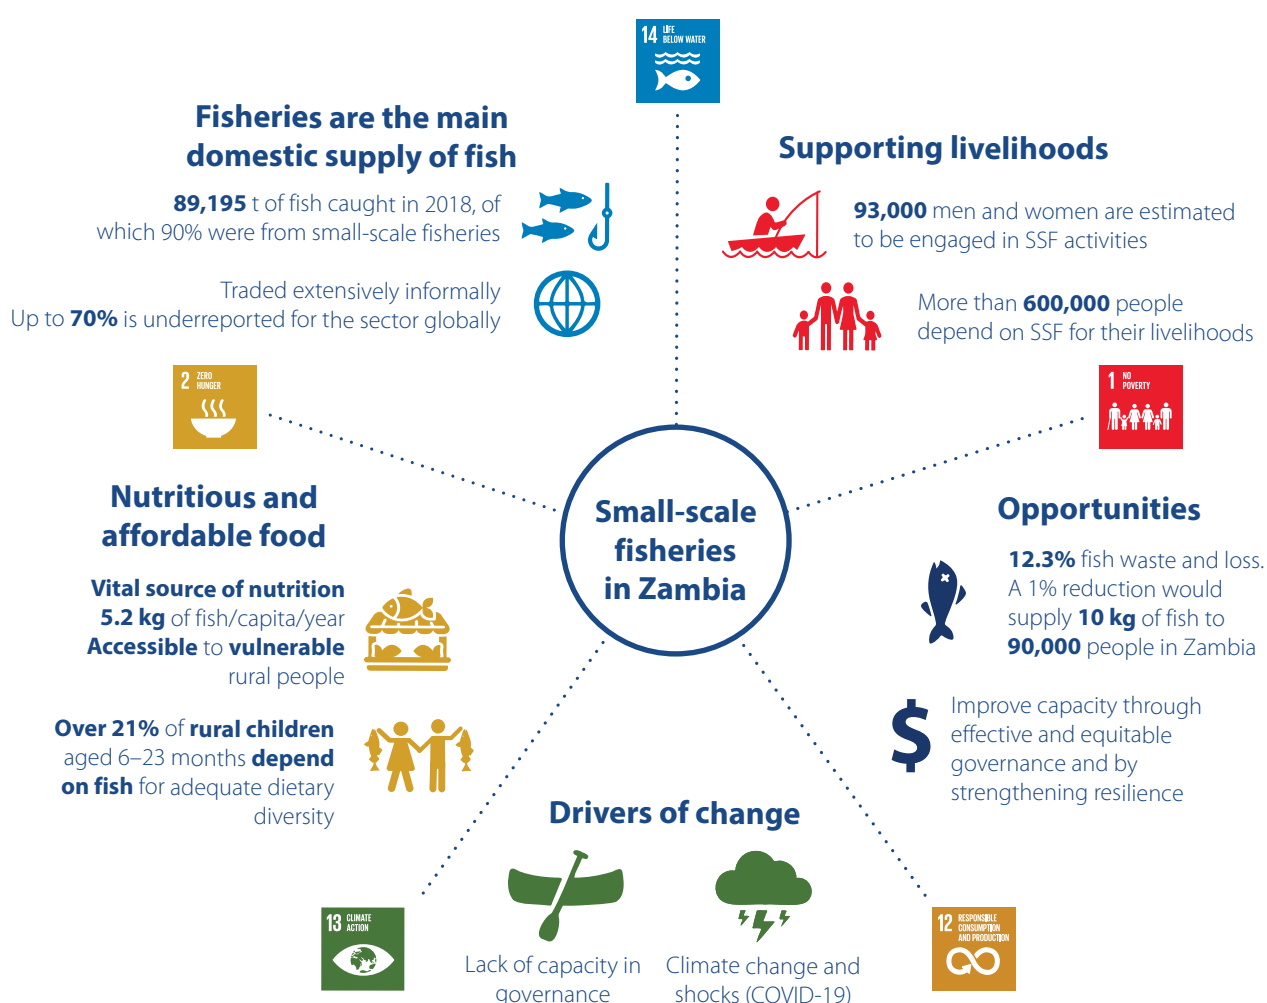 14 LIFE
BELOW WATER
Fisheries are the main
domestic supply of fish
89,195 t of fish caught in 2018, of
which 90% were from small-scale fisheries
Traded extensively informally
Up to 70% is underreported for the sector globally
Supporting livelihoods
93,000 men and women are estimated
to be engaged in SSF activities
More than 600,000 people
depend on SSF for their livelihoods
2 ZERO
HUNGER
1 NO
POVERTY
Small-scale
fisheries
in Zambia
Nutritious and
affordable food
Vital source of nutrition
5.2 kg of fish/capita/year
Accessible to vulnerable
rural people
Over 21% of rural children
aged 6–23 months depend
on fish for adequate dietary
diversity
Opportunities
12.3% fish waste and loss.
A 1% reduction would
supply 10 kg of fish to
90,000 people in Zambia
$
Improve capacity through
effective and equitable
governance and by
strengthening resilience
Drivers of change
13 CLIMATE
ACTION
Lack of capacity in
governance
Climate change and
shocks (COVID-19)
12 RESPONSIBLE
CONSUMPTION
AND PRODUCTION